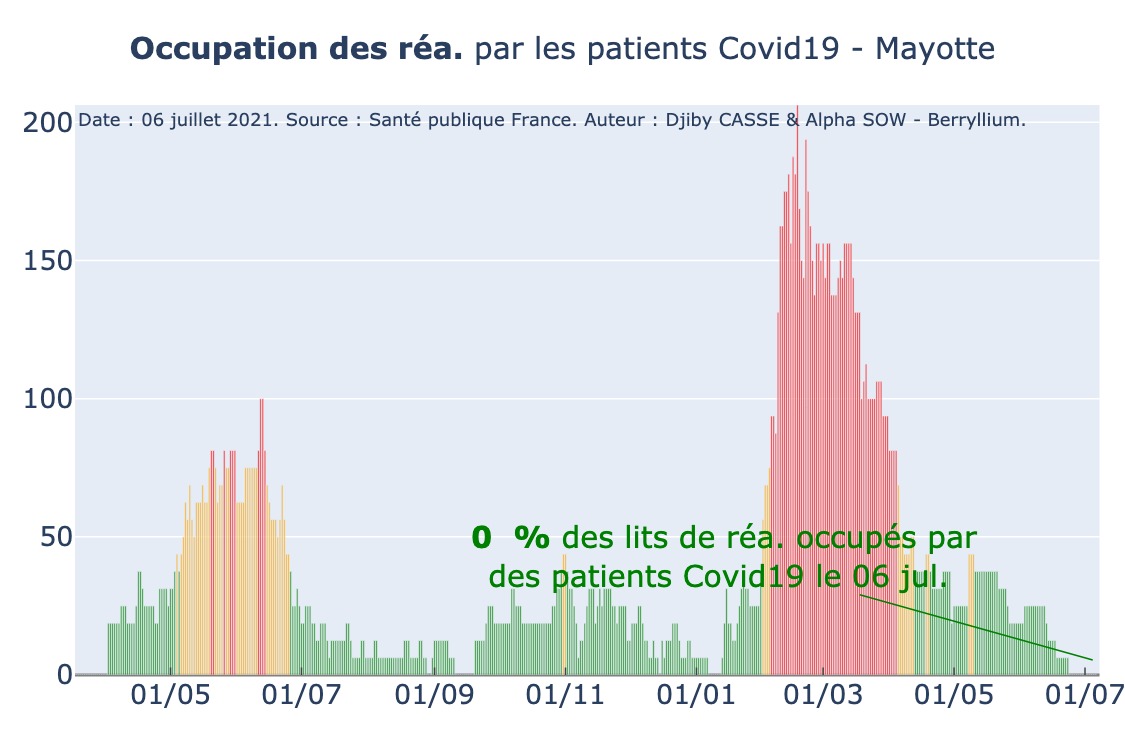 Occupation des réa. par les patients Covid19 - Mayotte
Date : 06 juillet 2021. Source : Santé publique France. Auteur : Djiby CASSE & Alpha SOW - Berryllium.
200
150
100
50
0
0 % des lits de réa. occupés par
des patients Covid19 le 06 jul.
01/05 01/07 01/09 01/11 01/01 01/03 01/05 01/07